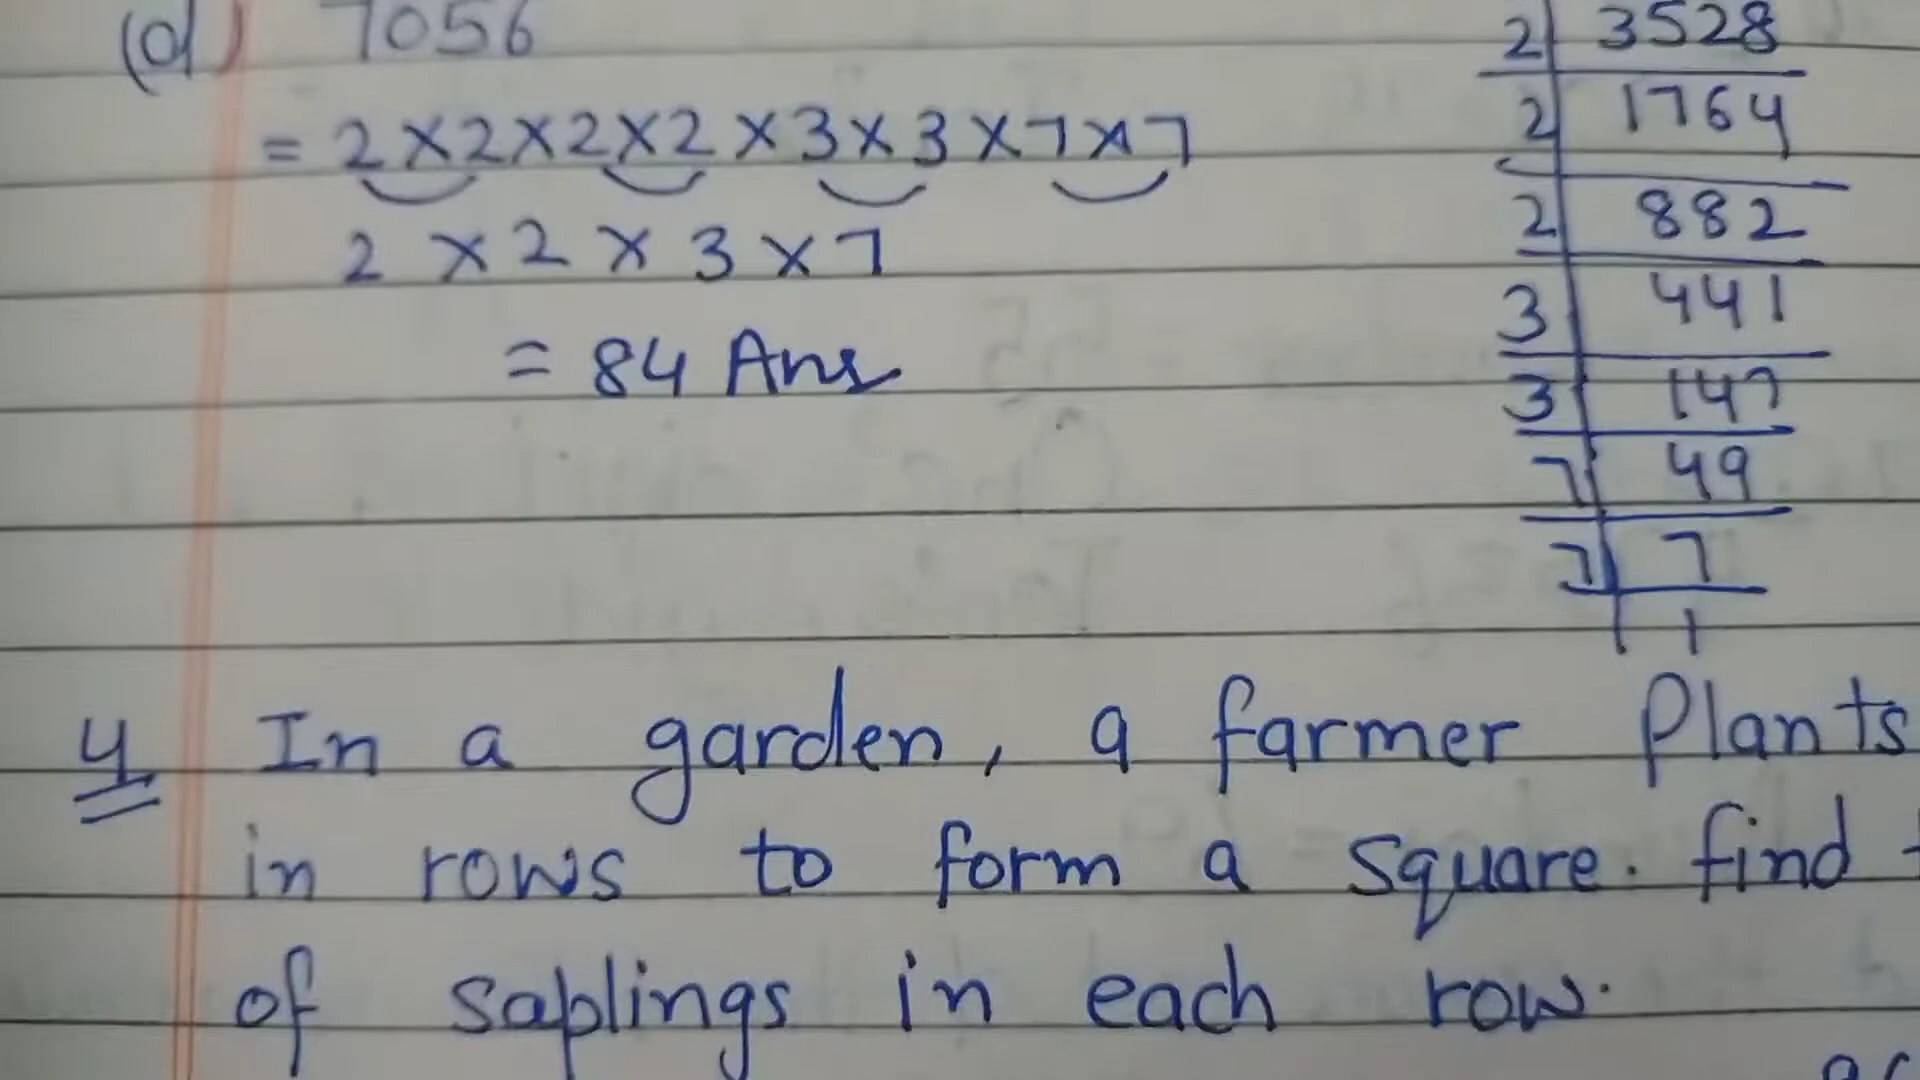 (d) 7056
= 2×2×2×2×3×3×7×7
2×2×3×7
= 84 Ans
2 3528
2 1764
2 882
3 441
3 147
7 49
7 7
1
4 In a garden, a farmer Plants
in rows to form a square. find
of saplings in each row.